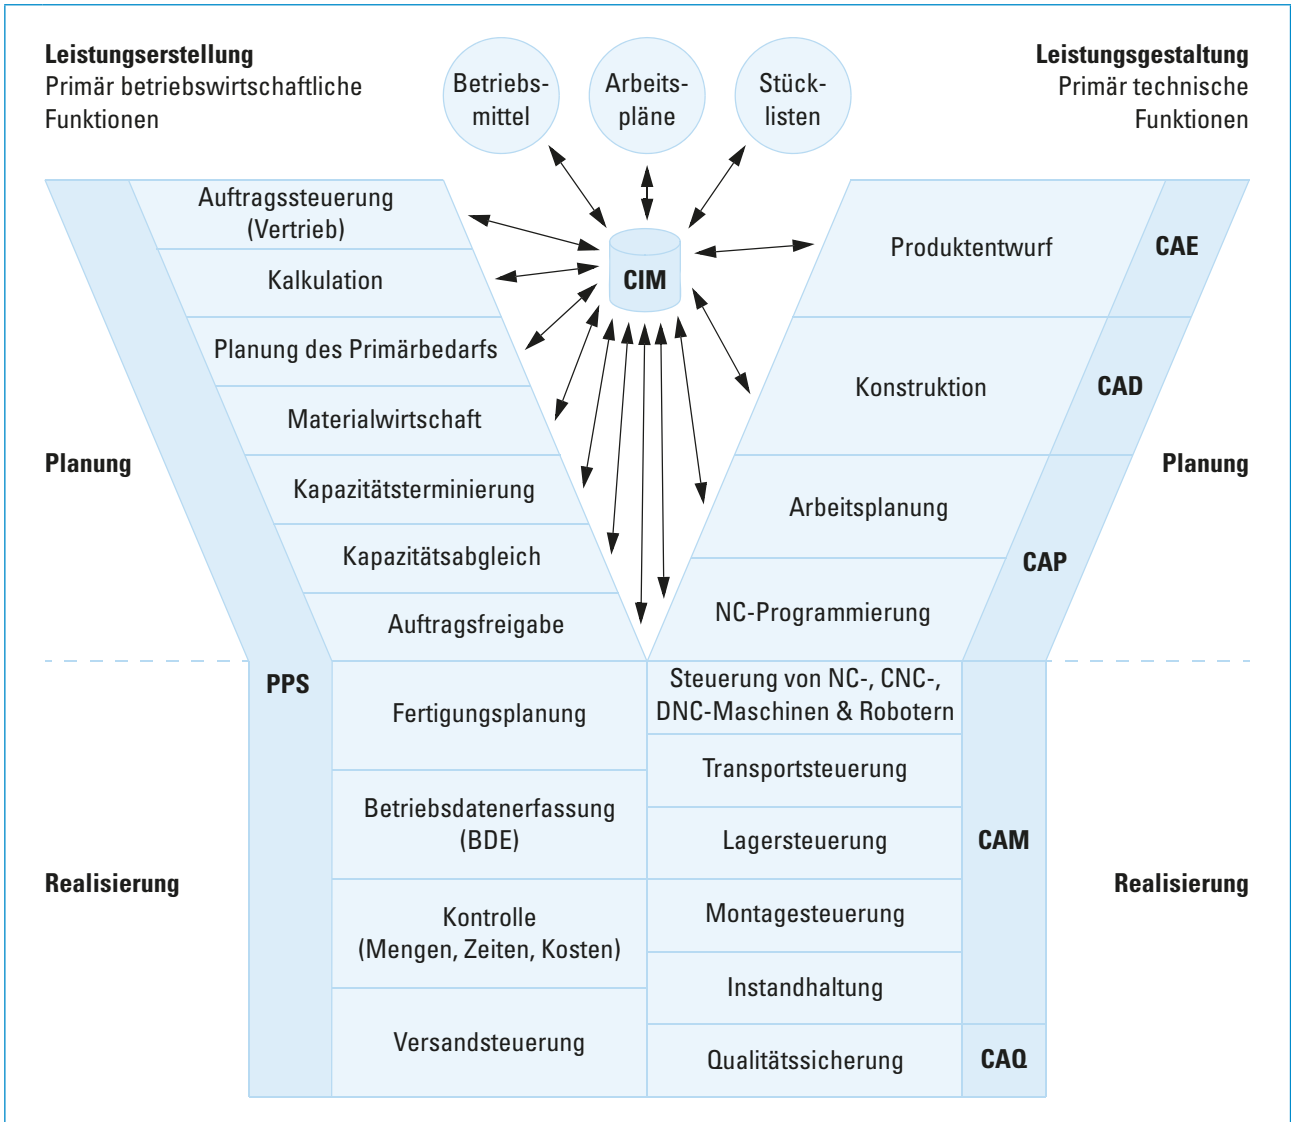 Leistungserstellung
Primär betriebswirtschaftliche
Funktionen
Betriebs-
mittel
Arbeits-
pläne
Stück-
listen
Leistungsgestaltung
Primär technische
Funktionen
CIM
Auftragssteuerung
(Vertrieb)
Kalkulation
Planung des Primärbedarfs
Materialwirtschaft
Kapazitätsterminierung
Kapazitätsabgleich
Auftragsfreigabe
Planung
Produktentwurf
CAE
Konstruktion
CAD
Arbeitsplanung
NC-Programmierung
CAP
Planung
PPS
Fertigungsplanung
Betriebsdatenerfassung
(BDE)
Kontrolle
(Mengen, Zeiten, Kosten)
Versandsteuerung
Realisierung
Steuerung von NC-, CNC-,
DNC-Maschinen & Robotern
Transportsteuerung
Lagersteuerung
Montagesteuerung
Instandhaltung
CAM
Qualitätssicherung
CAQ
Realisierung